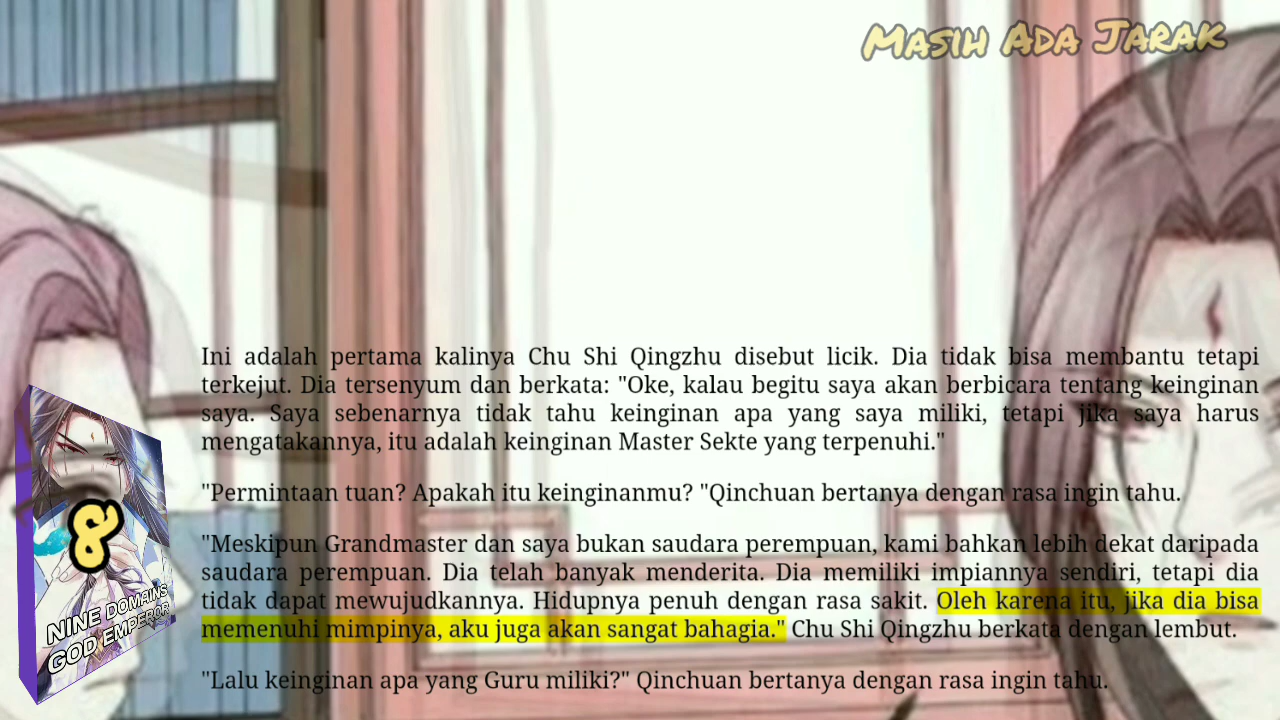 Masih Ada Jarak
Ini adalah pertama kalinya Chu Shi Qingzhu disebut licik. Dia tidak bisa membantu tetapi
terkejut. Dia tersenyum dan berkata: "Oke, kalau begitu saya akan berbicara tentang keinginan
saya. Saya sebenarnya tidak tahu keinginan apa yang saya miliki, tetapi jika saya harus
mengatakannya, itu adalah keinginan Master Sekte yang terpenuhi."
"Permintaan tuan? Apakah itu keinginanmu? "Qinchuan bertanya dengan rasa ingin tahu.
"Meskipun Grandmaster dan saya bukan saudara perempuan, kami bahkan lebih dekat daripada
saudara perempuan. Dia telah banyak menderita. Dia memiliki impiannya sendiri, tetapi dia
tidak dapat mewujudkannya. Hidupnya penuh dengan rasa sakit. Oleh karena itu, jika dia bisa
memenuhi mimpinya, aku juga akan sangat bahagia." Chu Shi Qingzhu berkata dengan lembut.
"Lalu keinginan apa yang Guru miliki?" Qinchuan bertanya dengan rasa ingin tahu.
8
NINE DOMAINS
GOD EMPEROR